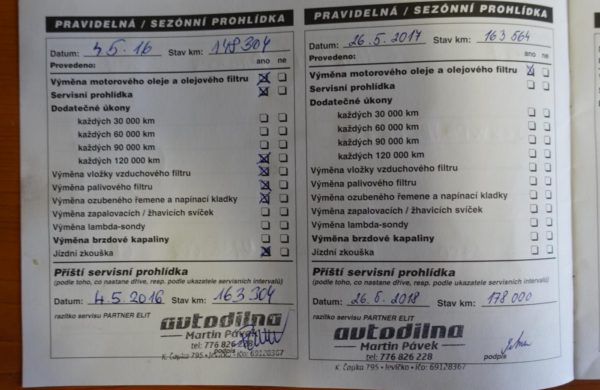 PRAVIDELNÁ / SEZÓNNÍ PROHLÍDKA
Datum: 4.5.16 Stav km: 148 304
Provedeno: ano ne
Výměna motorového oleje a olejového filtru
Servisní prohlídka
Dodatečné úkony
každých 30 000 km
každých 60 000 km
každých 90 000 km
každých 120 000 km
Výměna vložky vzduchového filtru
Výměna palivového filtru
Výměna ozubeného řemene a napínací kladky
Výměna zapalovacích / žhavicích svíček
Výměna lambda-sondy
Výměna brzdové kapaliny
Jízdní zkouška
Příští servisní prohlídka
(podle toho, co nastane dříve, resp. podle ukazatele servisních intervalů)
Datum: 4.5.2016 Stav km: 163 304
razítko servisu PARTNER ELIT
autodílna
Martin Pávek
tel: 776 826 228
podpis
K. Čapka 795 • Jevíčko • IČo: 69128367
PRAVIDELNÁ / SEZÓNNÍ PROHLÍDKA
Datum: 26.5.2017 Stav km: 163 564
Provedeno: ano ne
Výměna motorového oleje a olejového filtru
Servisní prohlídka
Dodatečné úkony
každých 30 000 km
každých 60 000 km
každých 90 000 km
každých 120 000 km
Výměna vložky vzduchového filtru
Výměna palivového filtru
Výměna ozubeného řemene a napínací kladky
Výměna zapalovacích / žhavicích svíček
Výměna lambda-sondy
Výměna brzdové kapaliny
Jízdní zkouška
Příští servisní prohlídka
(podle toho, co nastane dříve, resp. podle ukazatele servisních intervalů)
Datum: 26.5.2018 Stav km: 178 000
razítko servisu PARTNER ELIT
autodílna
Martin Pávek
tel: 776 826 228
podpis
K. Čapka 795 • Jevíčko • IČo: 69128367